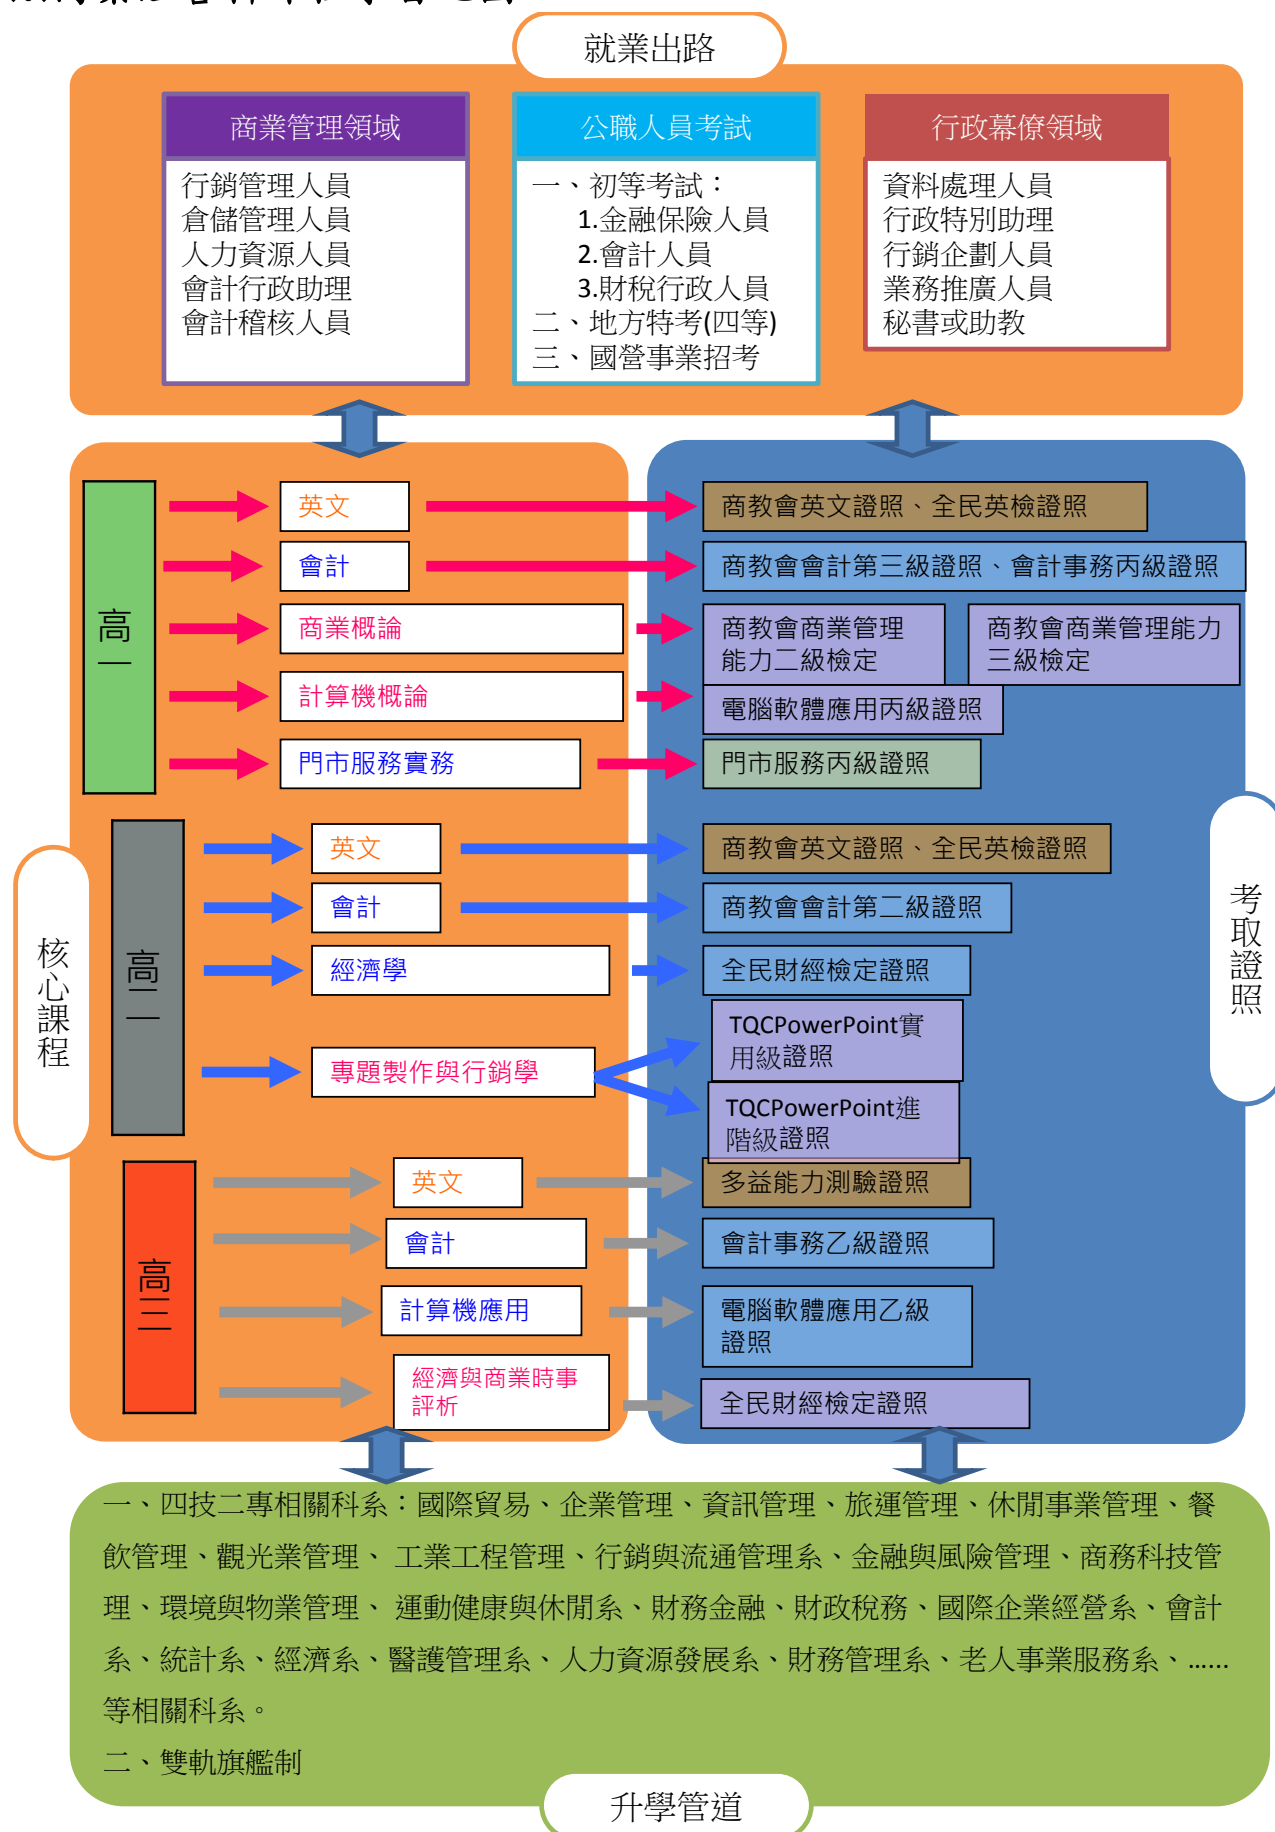 就業出路
商業管理領域
行銷管理人員
倉儲管理人員
人力資源人員
會計行政助理
會計稽核人員
公職人員考試
一、初等考試：
1.金融保險人員
2.會計人員
3.財稅行政人員
二、地方特考(四等)
三、國營事業招考
行政幕僚領域
資料處理人員
行政特別助理
行銷企劃人員
業務推廣人員
秘書或助教
核心課程
考取證照
高一
英文
商教會英文證照、全民英檢證照
會計
商教會會計第三級證照、會計事務丙級證照
商業概論
商教會商業管理
能力二級檢定
商教會商業管理能力
三級檢定
計算機概論
電腦軟體應用丙級證照
門市服務實務
門市服務丙級證照
高二
英文
商教會英文證照、全民英檢證照
會計
商教會會計第二級證照
經濟學
全民財經檢定證照
專題製作與行銷學
TQCPowerPoint實
用級證照
TQCPowerPoint進
階級證照
高三
英文
多益能力測驗證照
會計
會計事務乙級證照
計算機應用
電腦軟體應用乙級
證照
經濟與商業時事
評析
全民財經檢定證照
一、四技二專相關科系：國際貿易、企業管理、資訊管理、旅運管理、休閒事業管理、餐
飲管理、觀光業管理、 工業工程管理、行銷與流通管理系、金融與風險管理、商務科技管
理、環境與物業管理、 運動健康與休閒系、財務金融、財政稅務、國際企業經營系、會計
系、統計系、經濟系、醫護管理系、人力資源發展系、財務管理系、老人事業服務系、......
等相關科系。
二、雙軌旗艦制
升學管道